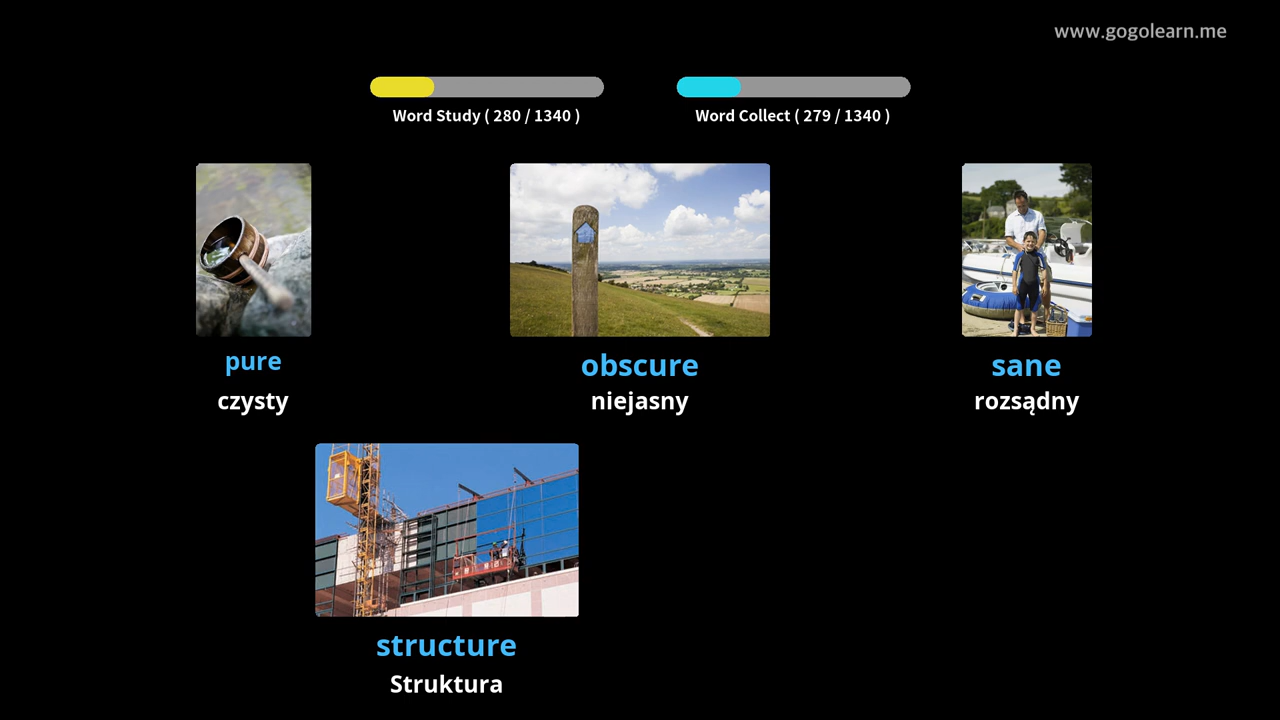 www.gogolearn.me
Word Study ( 280 / 1340 )
Word Collect ( 279 / 1340 )
pure
obscure
sane
czysty
niejasny
rozsądny
structure
Struktura